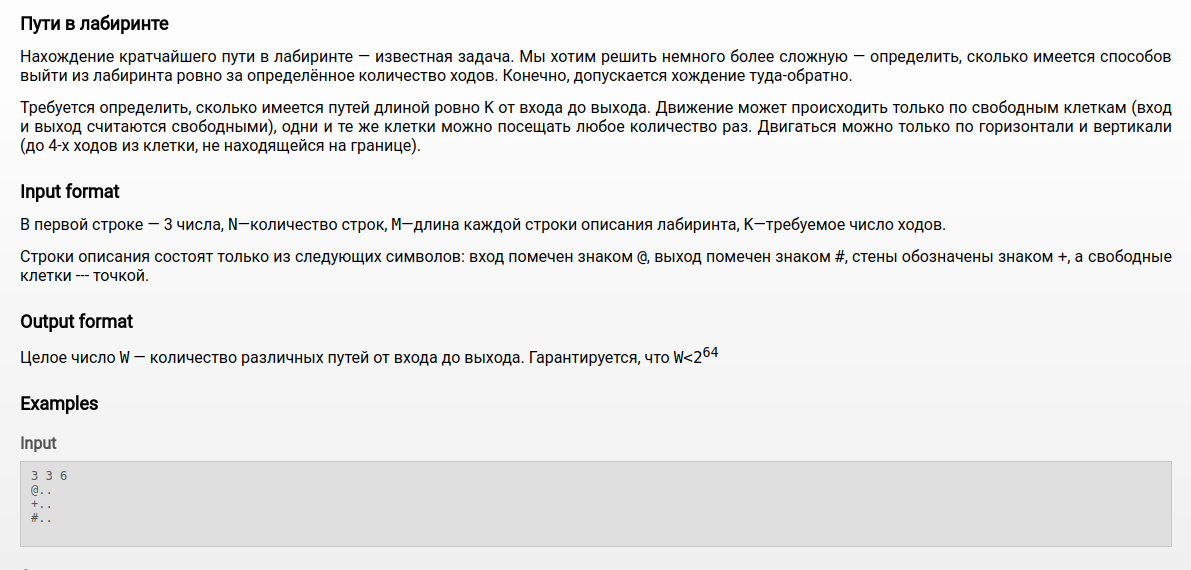 Пути в лабиринте
Нахождение кратчайшего пути в лабиринте — известная задача. Мы хотим решить немного более сложную — определить, сколько имеется способов
выйти из лабиринта ровно за определённое количество ходов. Конечно, допускается хождение туда-обратно.
Требуется определить, сколько имеется путей длиной ровно K от входа до выхода. Движение может происходить только по свободным клеткам (вход
и выход считаются свободными), одни и те же клетки можно посещать любое количество раз. Двигаться можно только по горизонтали и вертикали
(до 4-х ходов из клетки, не находящейся на границе).
Input format
В первой строке — 3 числа, N—количество строк, M—длина каждой строки описания лабиринта, K—требуемое число ходов.
Строки описания состоят только из следующих символов: вход помечен знаком @, выход помечен знаком #, стены обозначены знаком +, а свободные
клетки --- точкой.
Output format
Целое число W — количество различных путей от входа до выхода. Гарантируется, что W<2^64
Examples
Input
3 3 6
@..
+..
#..